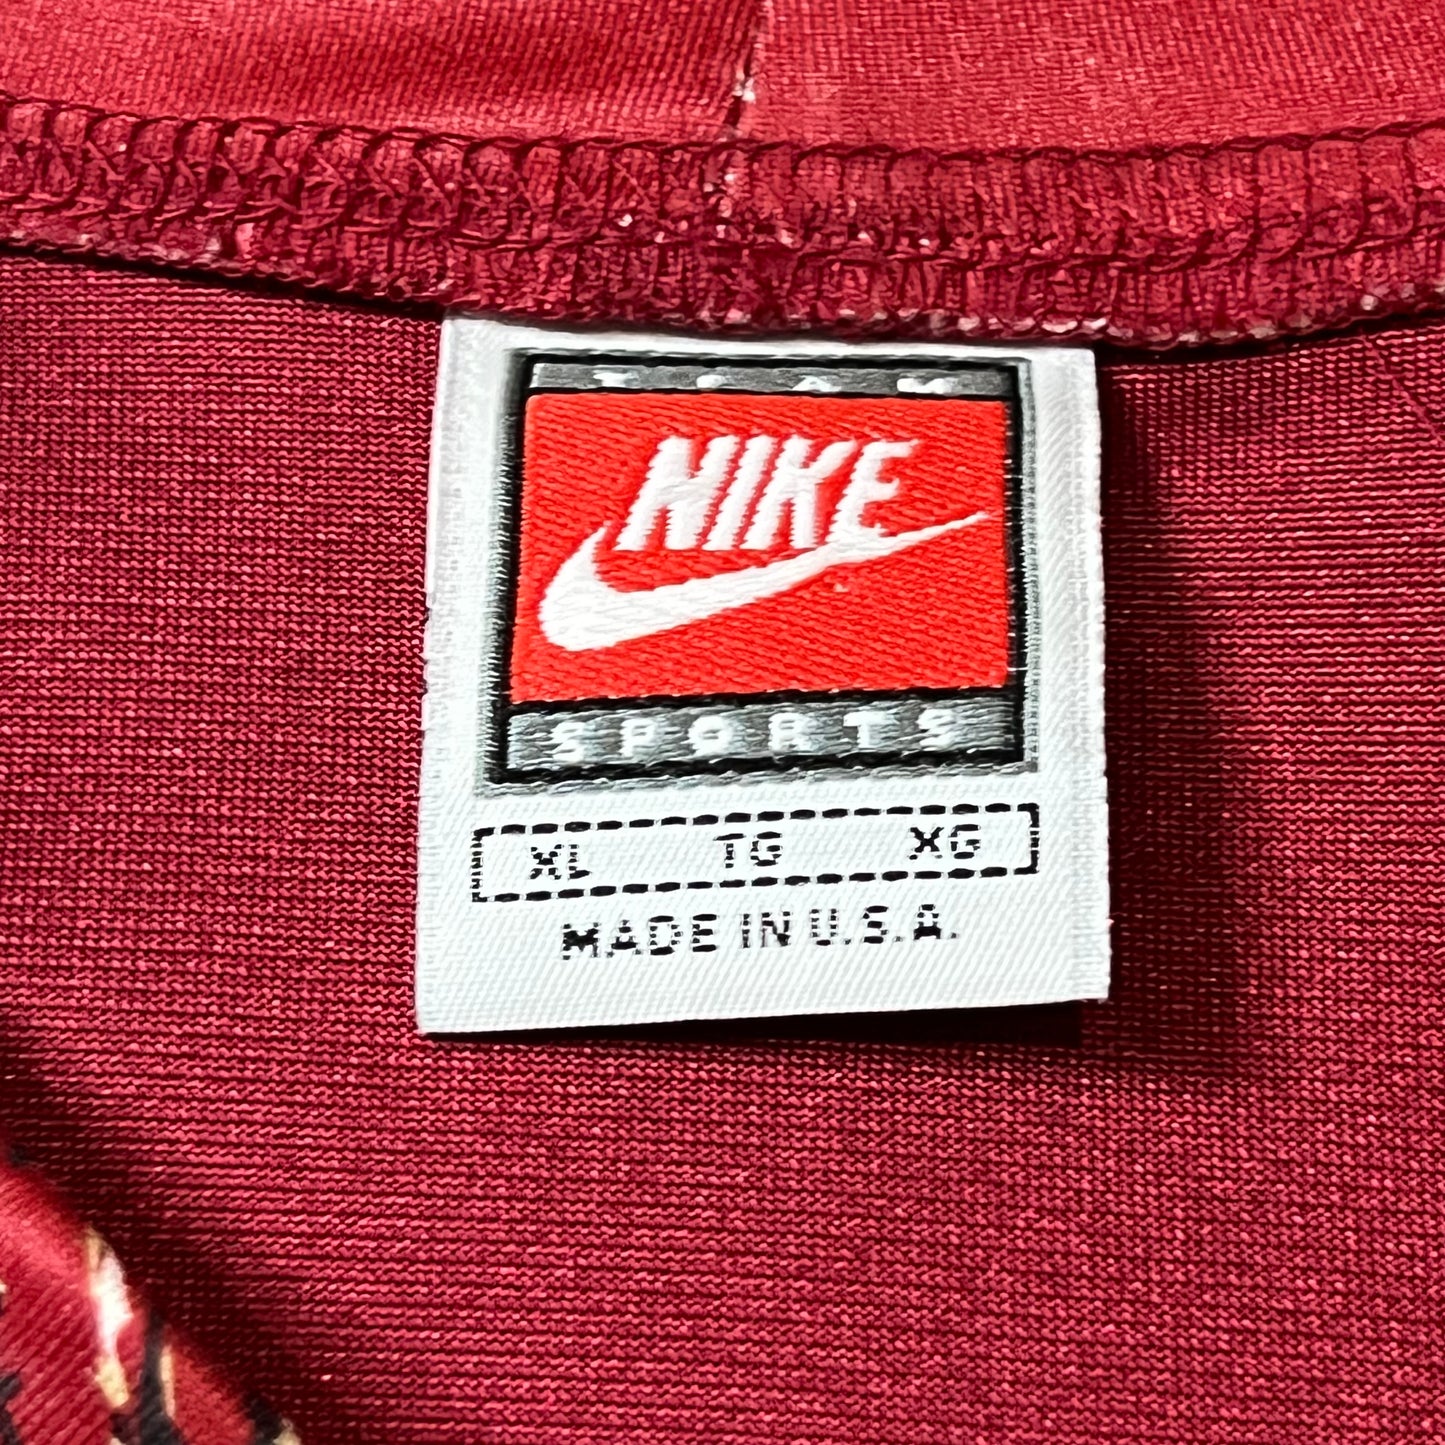 TEAM
NIKE
SPORTS
XL TG XG
MADE IN U.S.A.